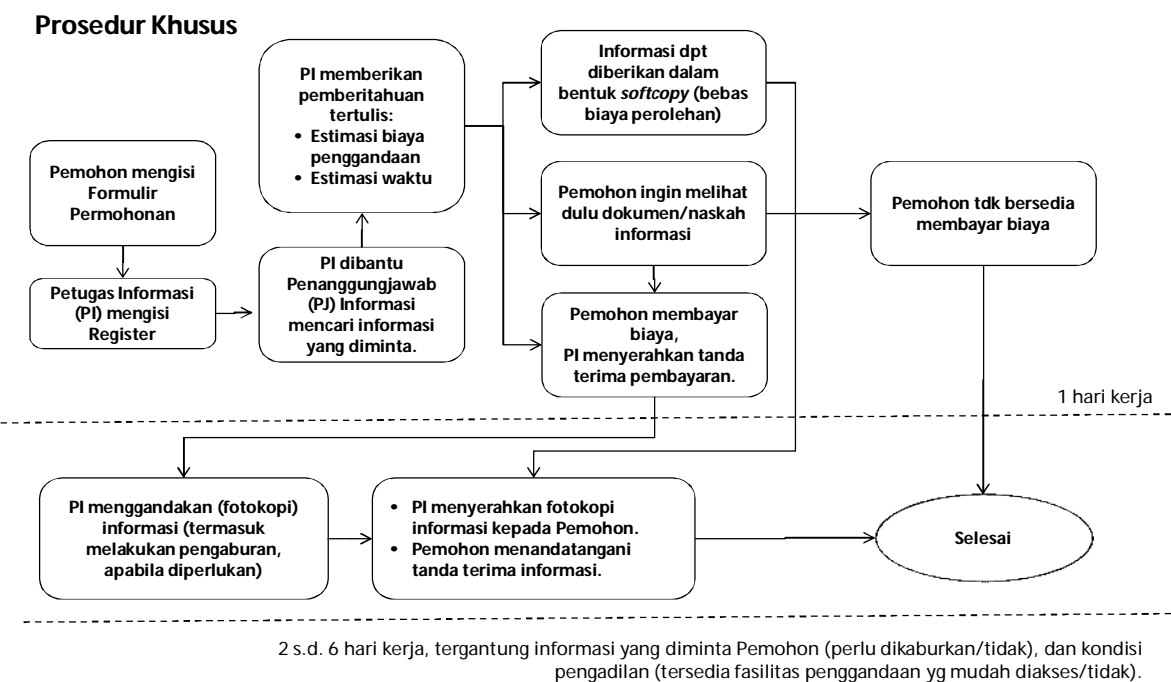 Prosedur Khusus
Pemohon mengisi
Formulir
Permohonan
Petugas Informasi
(PI) mengisi
Register
PI dibantu
Penanggungjawab
(PJ) Informasi
mencari informasi
yang diminta.
PI memberikan
pemberitahuan
tertulis:
• Estimasi biaya
penggandaan
• Estimasi waktu
Informasi dpt
diberikan dalam
bentuk softcopy (bebas
biaya perolehan)
Pemohon ingin melihat
dulu dokumen/naskah
informasi
Pemohon membayar
biaya,
PI menyerahkan tanda
terima pembayaran.
Pemohon tdk bersedia
membayar biaya
1 hari kerja
PI menggandakan (fotokopi)
informasi (termasuk
melakukan pengaburan,
apabila diperlukan)
• PI menyerahkan fotokopi
informasi kepada Pemohon.
• Pemohon menandatangani
tanda terima informasi.
Selesai
2 s.d. 6 hari kerja, tergantung informasi yang diminta Pemohon (perlu dikaburkan/tidak), dan kondisi
pengadilan (tersedia fasilitas penggandaan yg mudah diakses/tidak).